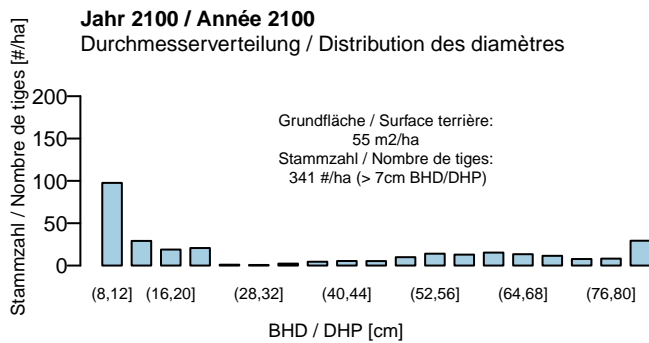 Jahr 2100 / Année 2100
Durchmesserverteilung / Distribution des diamètres
Stammzahl / Nombre de tiges [#/ha]
200
150
100
50
0
Grundfläche / Surface terrière:
55 m2/ha
Stammzahl / Nombre de tiges:
341 #/ha (> 7cm BHD/DHP)
(8,12] (16,20] (28,32] (40,44] (52,56] (64,68] (76,80]
BHD / DHP [cm]